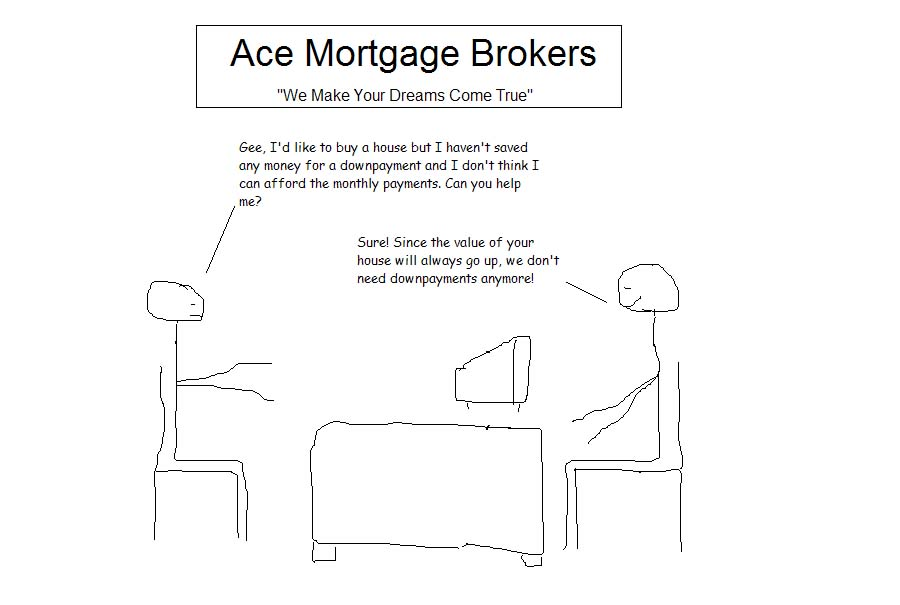 Ace Mortgage Brokers
"We Make Your Dreams Come True"
Gee, I'd like to buy a house but I haven't saved
any money for a downpayment and I don't think I
can afford the monthly payments. Can you help
me?
Sure! Since the value of your
house will always go up, we don't
need downpayments anymore!